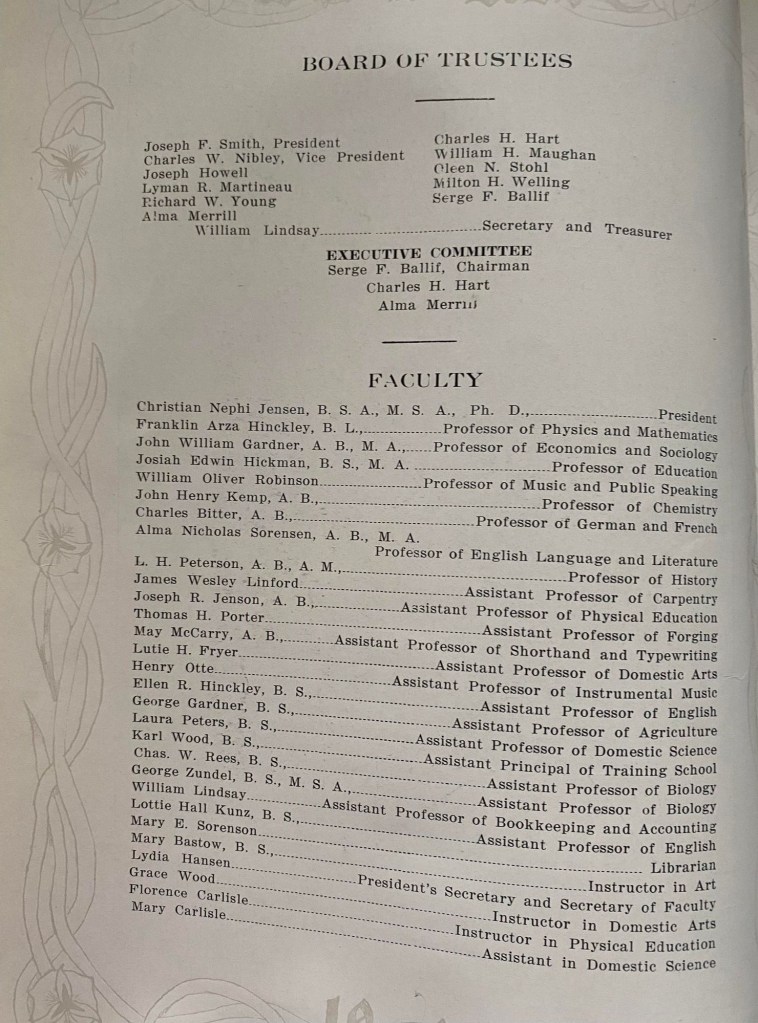 BOARD OF TRUSTEES
Joseph F. Smith, President
Charles W. Nibley, Vice President
Joseph Howell
Lyman R. Martineau
Richard W. Young
Alma Merrill
Charles H. Hart
William H. Maughan
Oleen N. Stohl
Milton H. Welling
Serge F. Ballif
William Lindsay........................Secretary and Treasurer
EXECUTIVE COMMITTEE
Serge F. Ballif, Chairman
Charles H. Hart
Alma Merrill
FACULTY
Christian Nephi Jensen, B. S. A., M. S. A., Ph. D.,........................President
Franklin Arza Hinckley, B. L.,................Professor of Physics and Mathematics
John William Gardner, A. B., M. A.,......Professor of Economics and Sociology
Josiah Edwin Hickman, B. S., M. A. ........................Professor of Education
William Oliver Robinson........................Professor of Music and Public Speaking
John Henry Kemp, A. B.,........................Professor of Chemistry
Charles Bitter, A. B.,........................Professor of German and French
Alma Nicholas Sorensen, A. B., M. A.
Professor of English Language and Literature
L. H. Peterson, A. B., A. M.,........................Professor of History
James Wesley Linford........................Assistant Professor of Carpentry
Joseph R. Jenson, A. B.,................Assistant Professor of Physical Education
Thomas H. Porter........................Assistant Professor of Forging
May McCarry, A. B.,..........Assistant Professor of Shorthand and Typewriting
Lutie H. Fryer........................Assistant Professor of Domestic Arts
Henry Otte........................Assistant Professor of Instrumental Music
Ellen R. Hinckley, B. S.,........................Assistant Professor of English
George Gardner, B. S.,........................Assistant Professor of Agriculture
Laura Peters, B. S.,........................Assistant Professor of Domestic Science
Karl Wood, B. S.,........................Assistant Principal of Training School
Chas. W. Rees, B. S.,........................Assistant Professor of Biology
George Zundel, B. S., M. S. A.,........................Assistant Professor of Biology
William Lindsay..............Assistant Professor of Bookkeeping and Accounting
Lottie Hall Kunz, B. S.,........................Assistant Professor of English
Mary E. Sorenson........................ Librarian
Mary Bastow, B. S.,........................Instructor in Art
Lydia Hansen........................President's Secretary and Secretary of Faculty
Grace Wood........................Instructor in Domestic Arts
Florence Carlisle........................Instructor in Physical Education
Mary Carlisle........................Assistant in Domestic Science